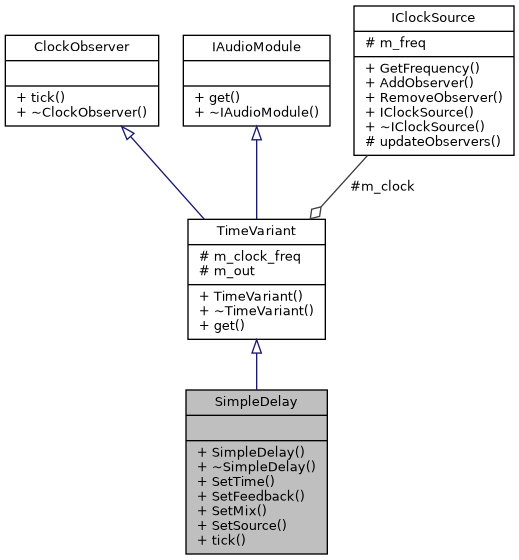 ClockObserver
+ tick()
+ ~ClockObserver()
IAudioModule
+ get()
+ ~IAudioModule()
IClockSource
# m_freq
+ GetFrequency()
+ AddObserver()
+ RemoveObserver()
+ IClockSource()
+ ~IClockSource()
# updateObservers()
#m_clock
TimeVariant
# m_clock_freq
# m_out
+ TimeVariant()
+ ~TimeVariant()
+ get()
SimpleDelay
+ SimpleDelay()
+ ~SimpleDelay()
+ SetTime()
+ SetFeedback()
+ SetMix()
+ SetSource()
+ tick()